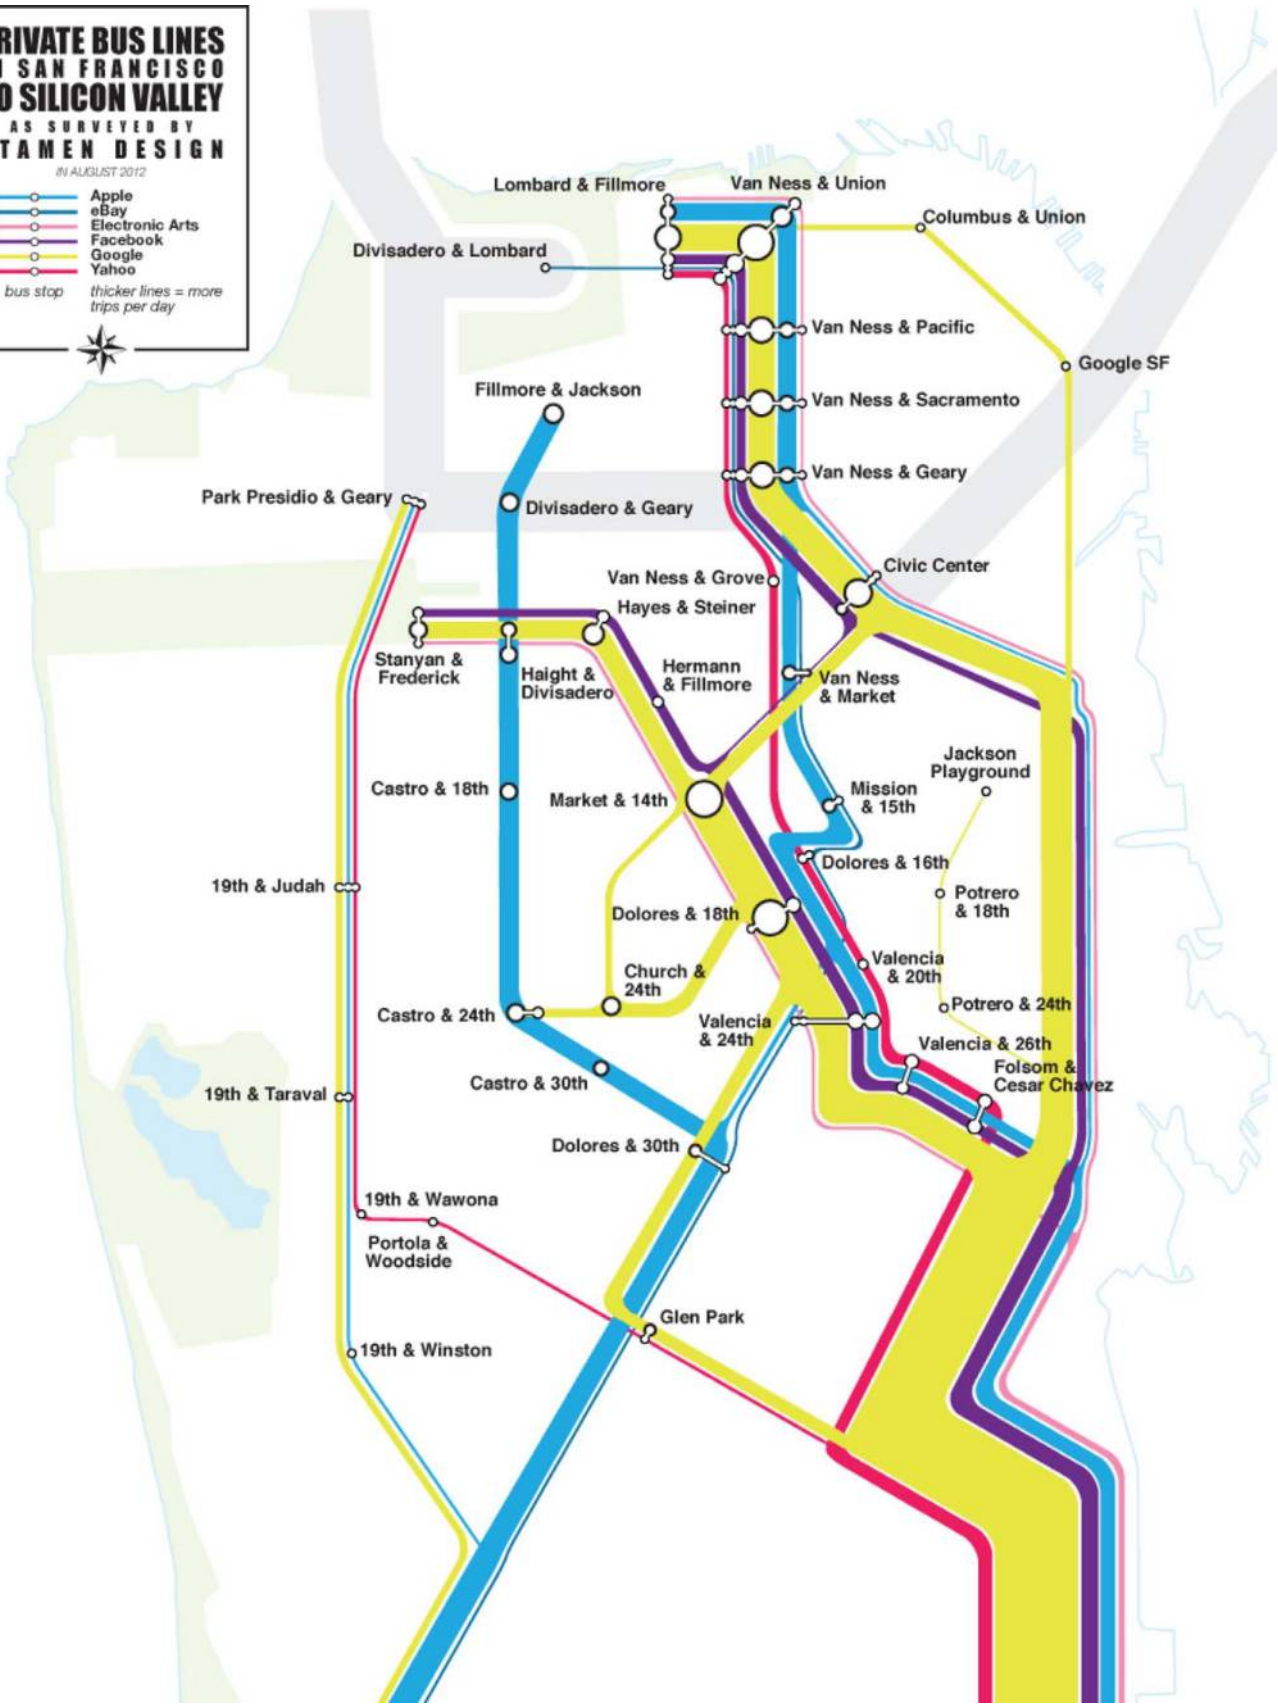 RIVATE BUS LINES
SAN FRANCISCO
O SILICON VALLEY
AS SURVEYED BY
TAMEN DESIGN
IN AUGUST 2012
Apple
eBay
Electronic Arts
Facebook
Google
Yahoo
bus stop
thicker lines = more
trips per day
Lombard & Fillmore
Van Ness & Union
Columbus & Union
Divisadero & Lombard
Van Ness & Pacific
Google SF
Fillmore & Jackson
Van Ness & Sacramento
Van Ness & Geary
Park Presidio & Geary
Divisadero & Geary
Civic Center
Van Ness & Grove
Hayes & Steiner
Stanyan &
Frederick
Haight &
Divisadero
Hermann
& Fillmore
Van Ness
& Market
Jackson
Playground
Castro & 18th
Market & 14th
Mission
& 15th
19th & Judah
Dolores & 16th
Potrero
& 18th
Dolores & 18th
Valencia
& 20th
Church &
24th
Castro & 24th
Potrero & 24th
Valencia
& 24th
Valencia & 26th
Castro & 30th
Folsom &
Cesar Chavez
19th & Taraval
Dolores & 30th
19th & Wawona
Portola &
Woodside
Glen Park
19th & Winston